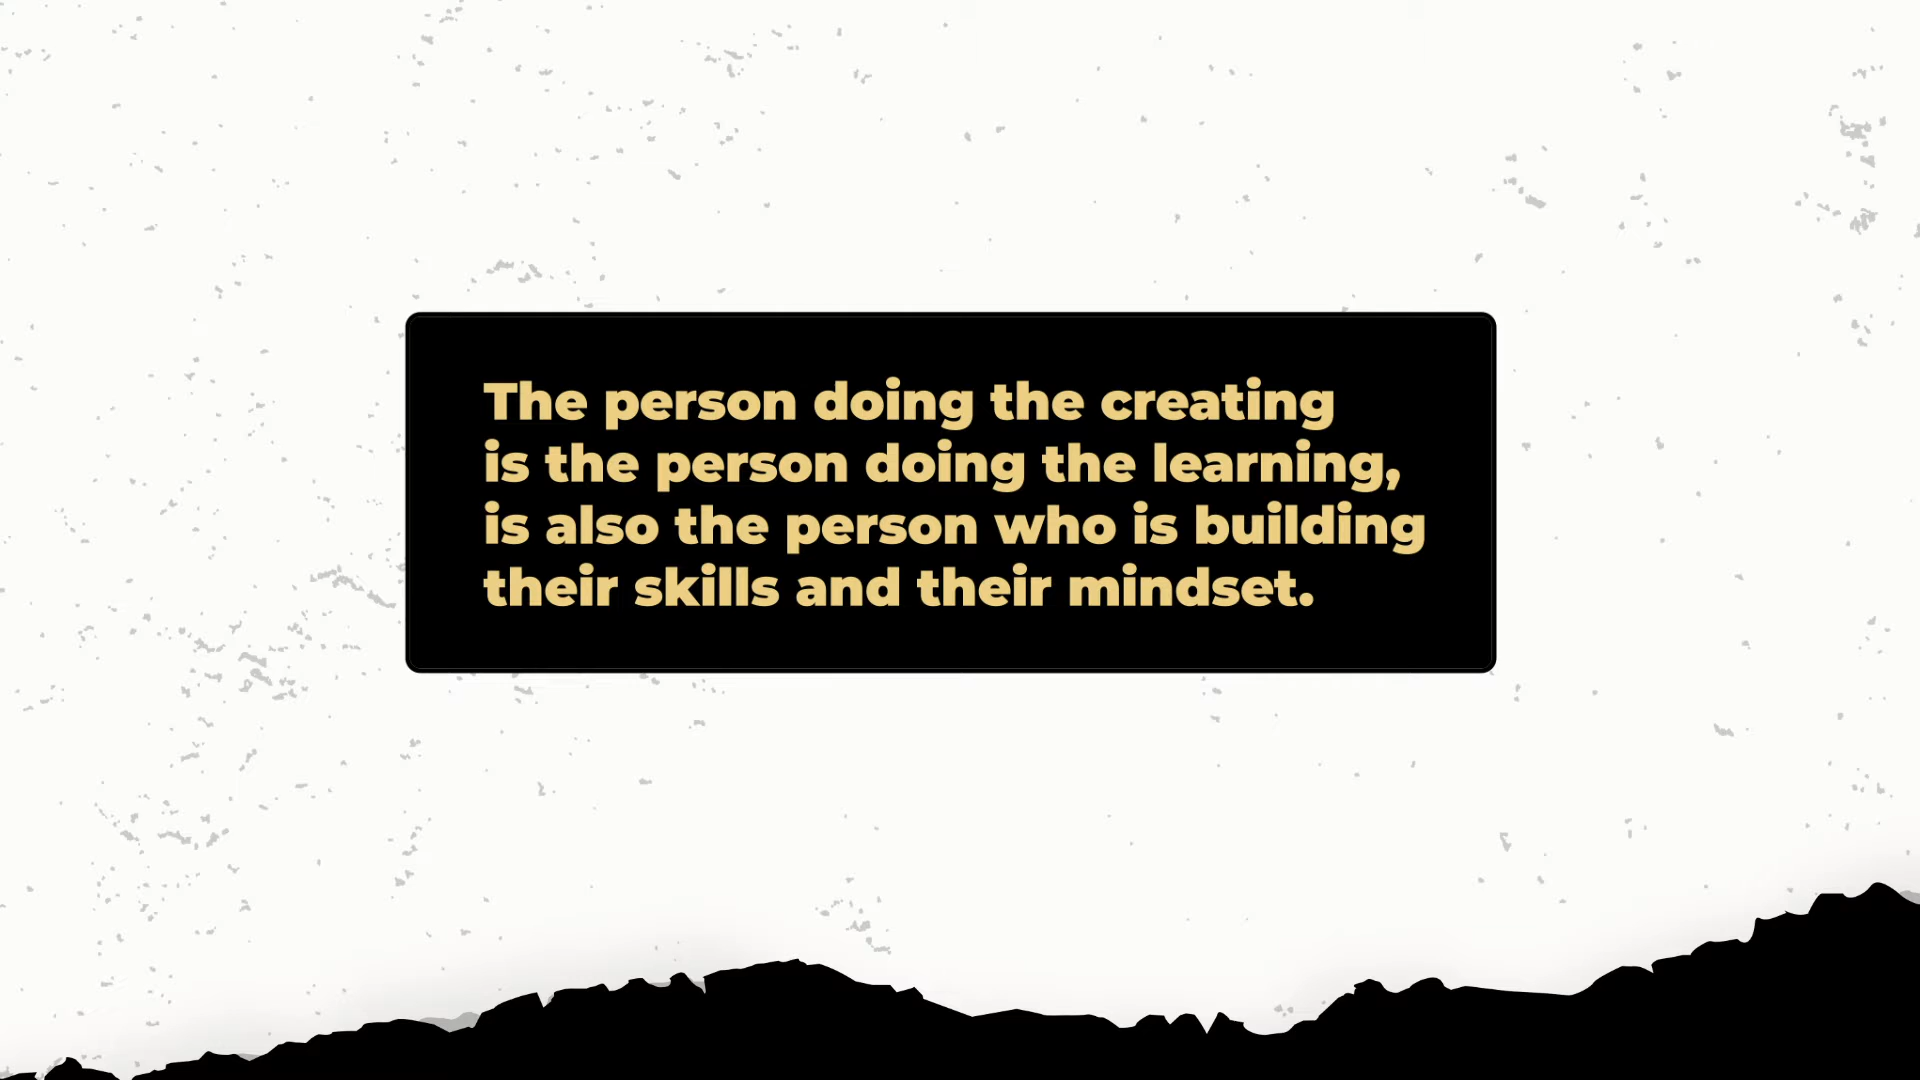 The person doing the creating
is the person doing the learning,
is also the person who is building
their skills and their mindset.